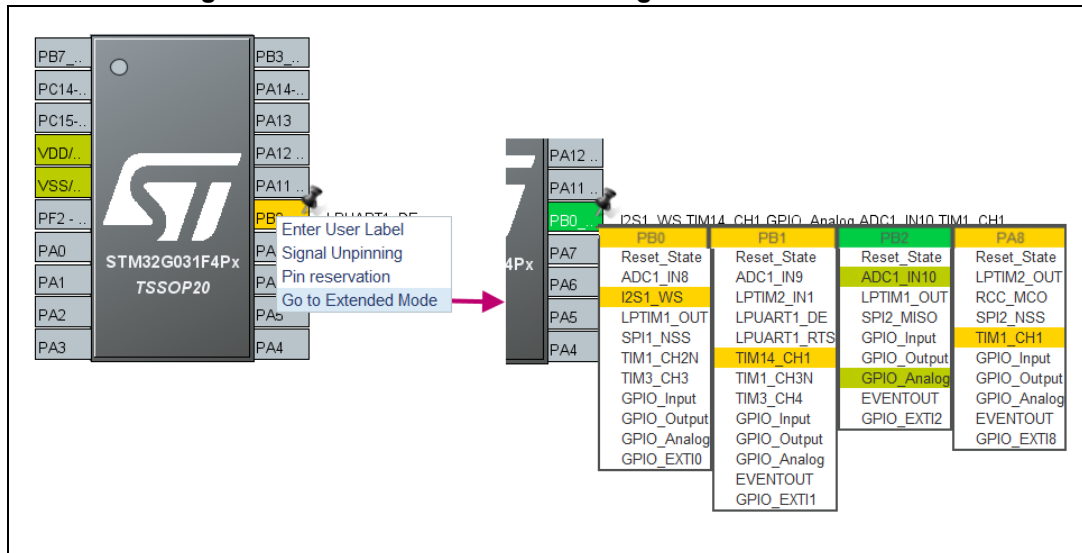 PB7_..
PC14-..
PC15-..
VDD/..
VSS/..
PF2 - ..
PA0
PA1
PA2
PA3
STM32G031F4Px
TSSOP20
PB3_..
PA14-..
PA13
PA12 ..
PA11 ..
PA4
Enter User Label
Signal Unpinning
Pin reservation
Go to Extended Mode
4Px
PA12 ..
PA11 ..
PB0_..
PA7
PA6
PA5
PA4
I2S1_WS,TIM14_CH1,GPIO_Analog,ADC1_IN10,TIM1_CH1
PB0
Reset_State
ADC1_IN8
I2S1_WS
LPTIM1_OUT
SPI1_NSS
TIM1_CH2N
TIM3_CH3
GPIO_Input
GPIO_Output
GPIO_Analog
GPIO_EXTI0
PB1
Reset_State
ADC1_IN9
LPTIM2_IN1
LPUART1_DE
LPUART1_RTS
TIM14_CH1
TIM1_CH3N
TIM3_CH4
GPIO_Input
GPIO_Output
GPIO_Analog
EVENTOUT
GPIO_EXTI1
PB2
Reset_State
ADC1_IN10
LPTIM1_OUT
SPI2_MISO
GPIO_Input
GPIO_Output
GPIO_Analog
EVENTOUT
GPIO_EXTI2
PA8
Reset_State
LPTIM2_OUT
RCC_MCO
SPI2_NSS
TIM1_CH1
GPIO_Input
GPIO_Output
GPIO_Analog
EVENTOUT
GPIO_EXTI8